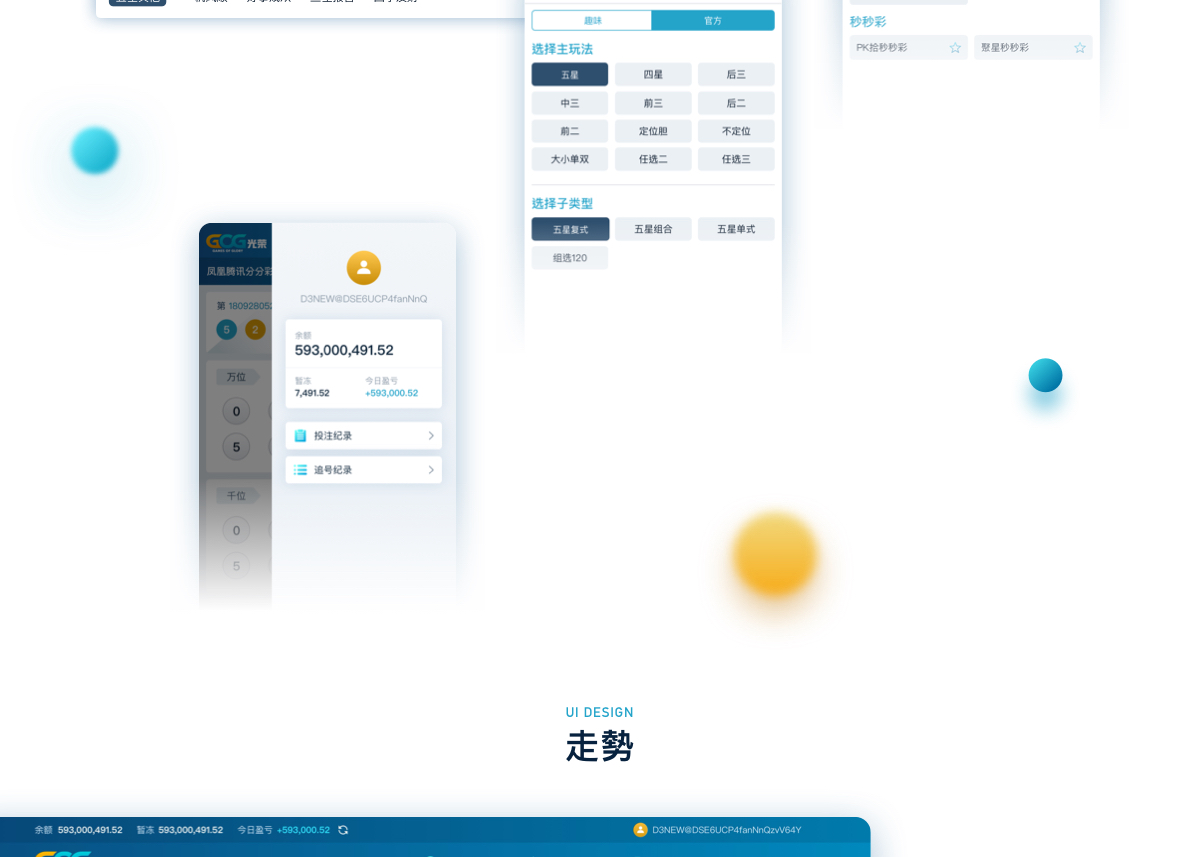 趣味
官方
选择主玩法
五星
四星
后三
中三
前三
后二
前二
定位胆
不定位
大小单双
任选二
任选三
选择子类型
五星复式
五星组合
五星单式
组选120
秒秒彩
PK拾秒秒彩
聚星秒秒彩
GOG光荣
GAMES OF GLORY
凤凰腾讯分分彩
第 180928052
5
2
万位
0
5
千位
0
5
D3NEW@DSE6UCP4fanNnQ
余额
593,000,491.52
暂冻
今日盈亏
7,491.52
+593,000.52
投注纪录
追号纪录
UI DESIGN
走勢
余额 593,000,491.52 暂冻 593,000,491.52 今日盈亏 +593,000.52
D3NEW@DSE6UCP4fanNnQzvV64Y